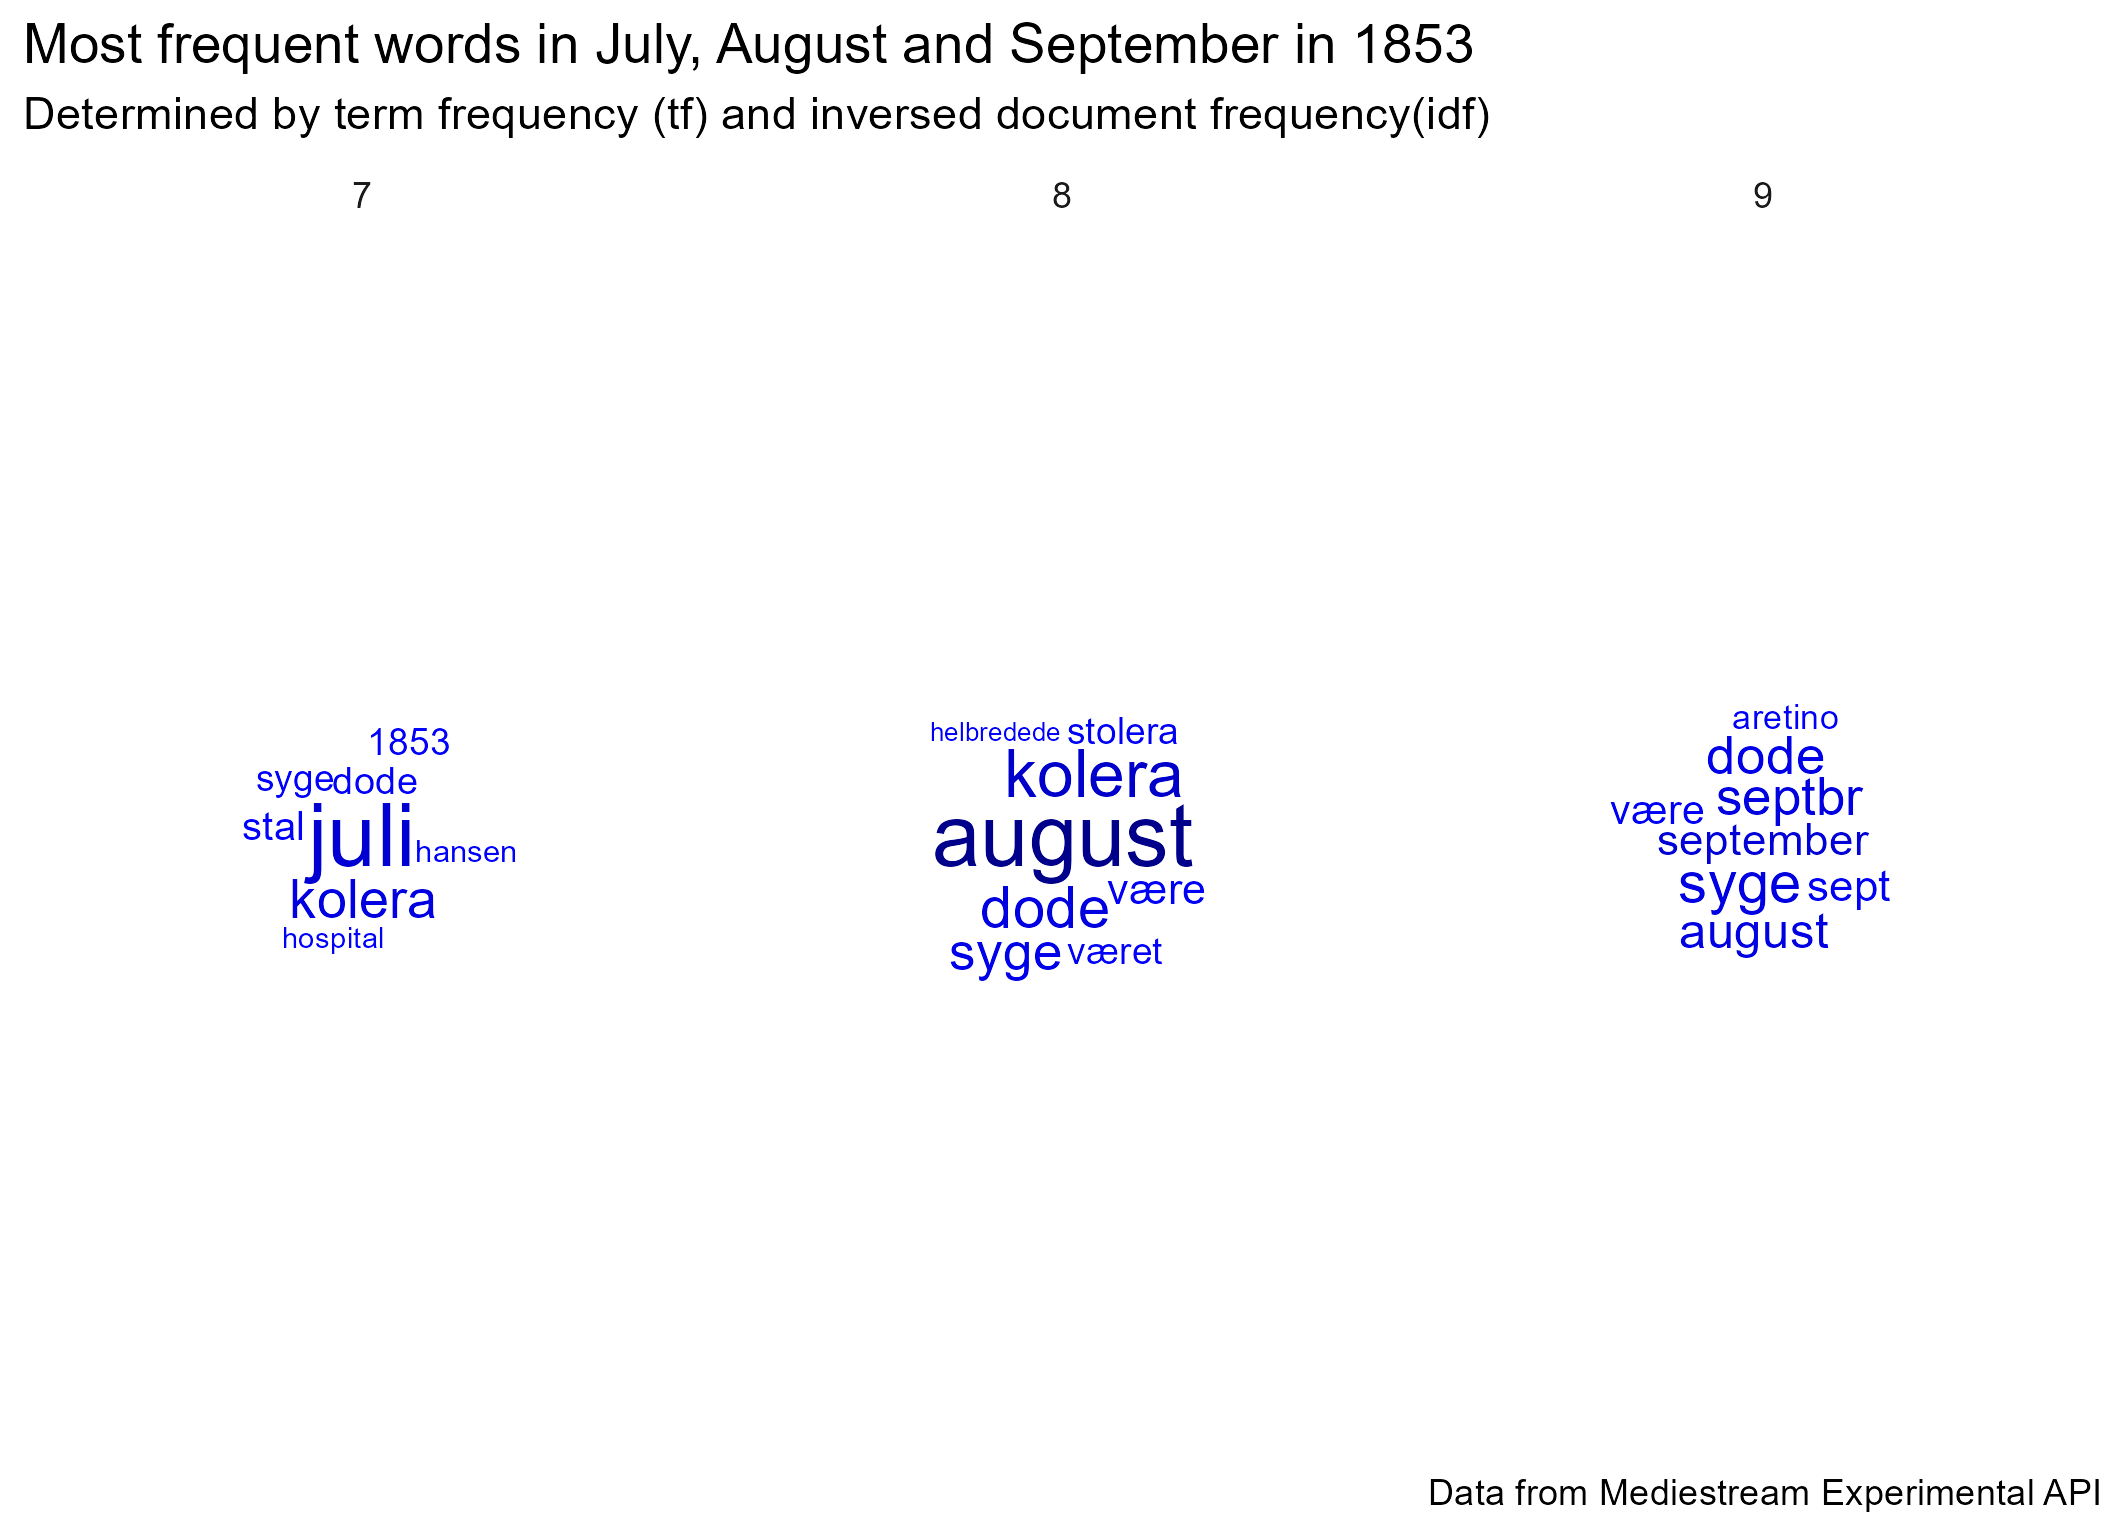 Most frequent words in July, August and September in 1853
Determined by term frequency (tf) and inversed document frequency(idf)
7
1853
syge dode
stal juli hansen
kolera
hospital
8
helbredede stolera
kolera
august
dode være
syge været
9
aretino
dode
være septbr
september
syge sept
august
Data from Mediestream Experimental API